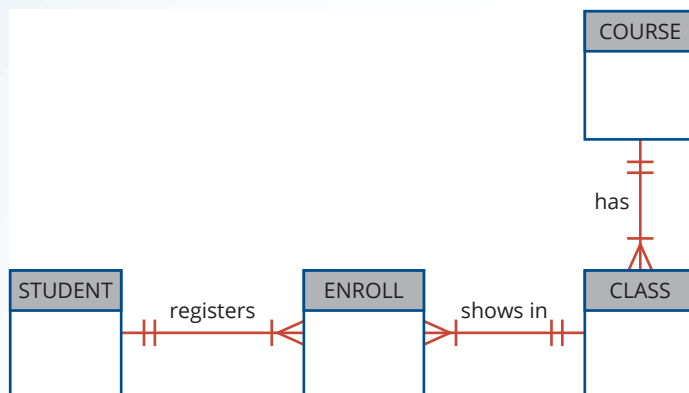 COURSE
has
STUDENT
registers
ENROLL
shows in
CLASS